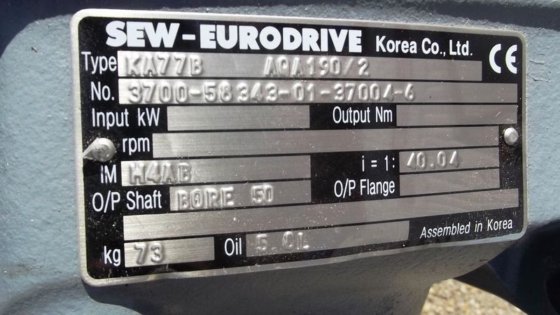 SEW-EURODRIVE Korea Co., Ltd.
Type KA77B AQA190/2 CE
No. 3700-58343-01-37004-6
Input kW Output Nm
rpm
IM H4AB i = 1: 40.04
O/P Shaft BORE 50 O/P Flange
kg 73 Oil 5.0L Assembled in Korea